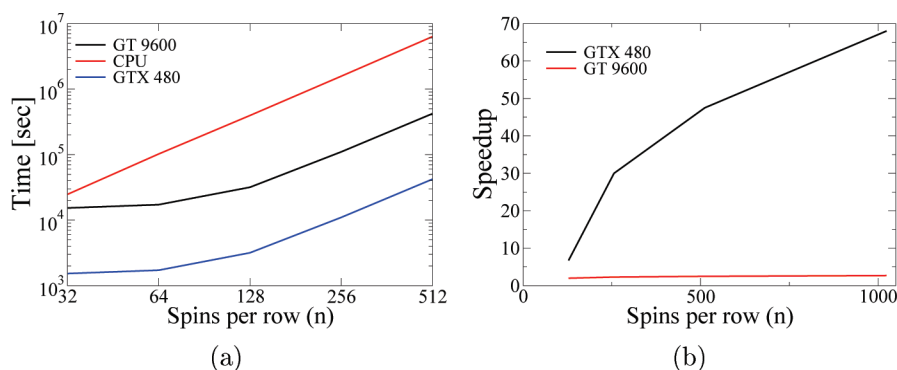 10^7
10^6
10^5
10^4
10^3
Time [sec]
GT 9600
CPU
GTX 480
32 64 128 256 512
Spins per row (n)
(a)
70
60
50
40
30
20
10
0
Speedup
GTX 480
GT 9600
0 500 1000
Spins per row (n)
(b)